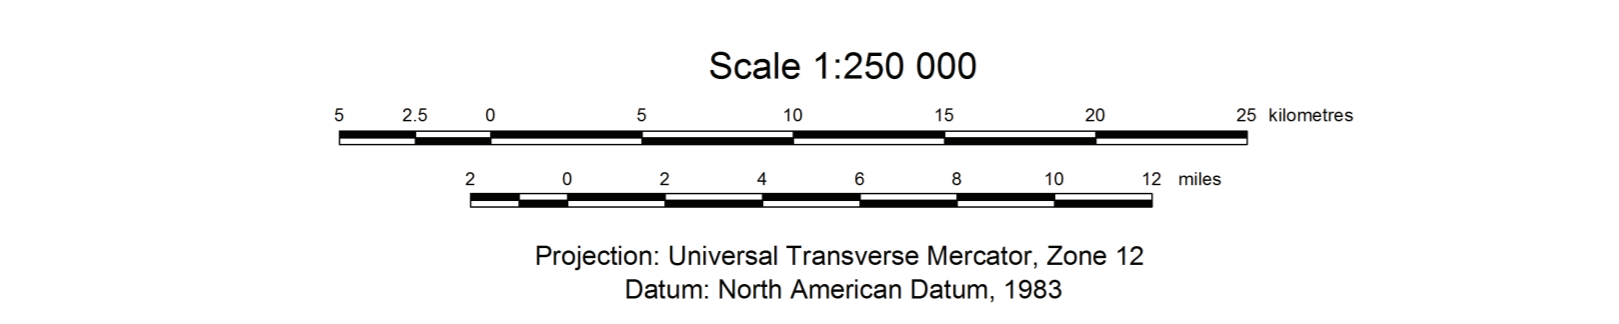 Scale 1:250 000
5 2.5 0 5 10 15 20 25 kilometres
2 0 2 4 6 8 10 12 miles
Projection: Universal Transverse Mercator, Zone 12
Datum: North American Datum, 1983